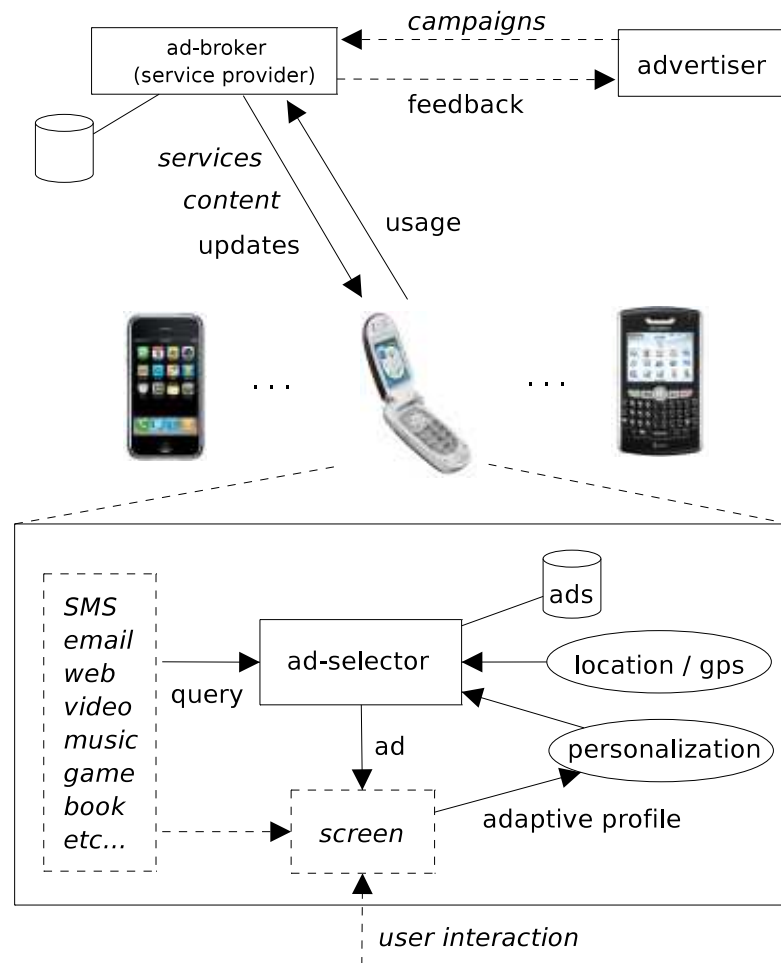 campaigns
ad-broker
(service provider)
advertiser
feedback
services
content
updates
usage
. . .
. . .
SMS
email
web
video
music
game
book
etc...
query
ad-selector
ads
location / gps
personalization
ad
screen
adaptive profile
user interaction